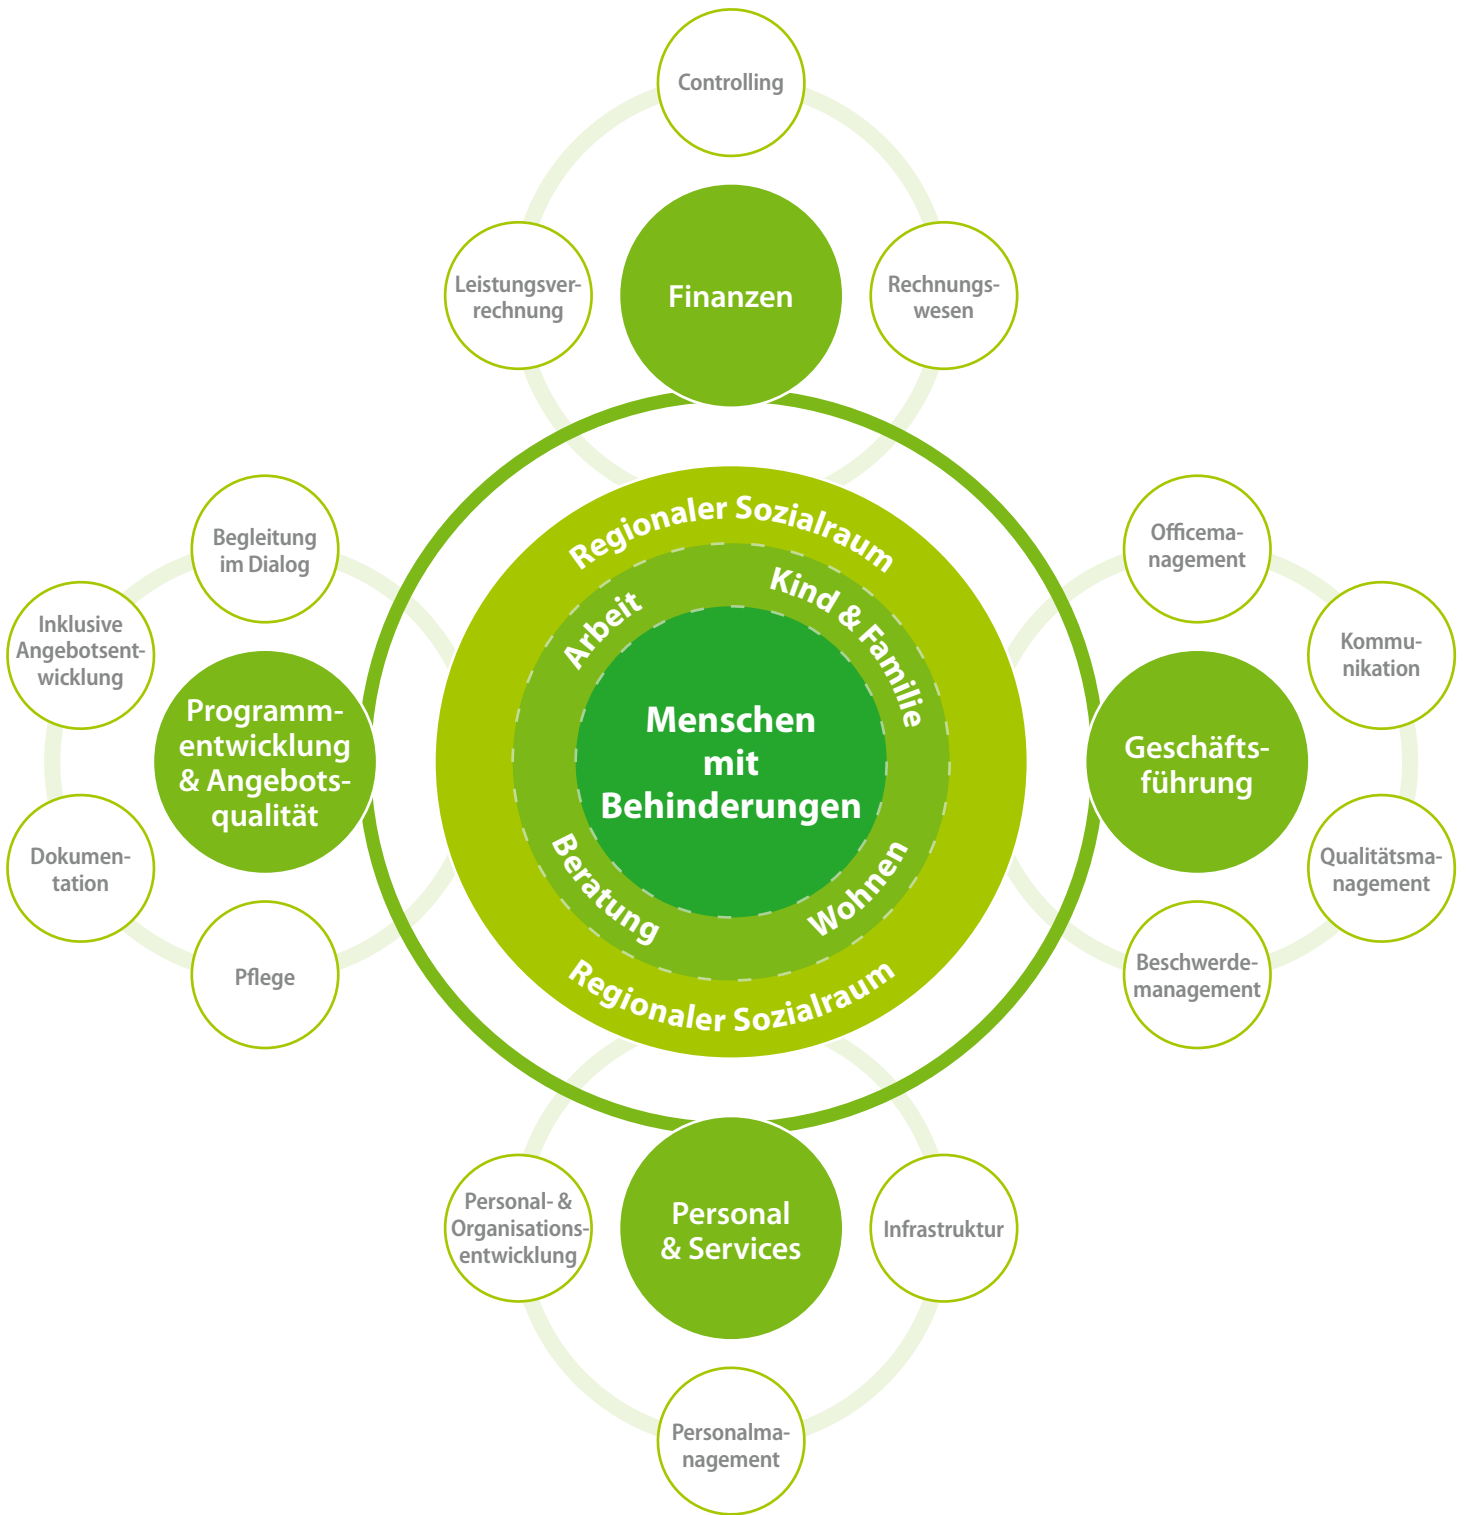 Controlling
Leistungsver-
rechnung
Finanzen
Rechnungs-
wesen
Begleitung
im Dialog
Inklusive
Angebotsent-
wicklung
Programm-
entwicklung
& Angebots-
qualität
Dokumen-
tation
Pflege
Regionaler Sozialraum
Arbeit
Kind & Familie
Menschen
mit
Behinderungen
Beratung
Wohnen
Regionaler Sozialraum
Officema-
nagement
Kommu-
nikation
Geschäfts-
führung
Qualitätsma-
nagement
Beschwerde-
management
Personal- &
Organisations-
entwicklung
Personal
& Services
Infrastruktur
Personalma-
nagement